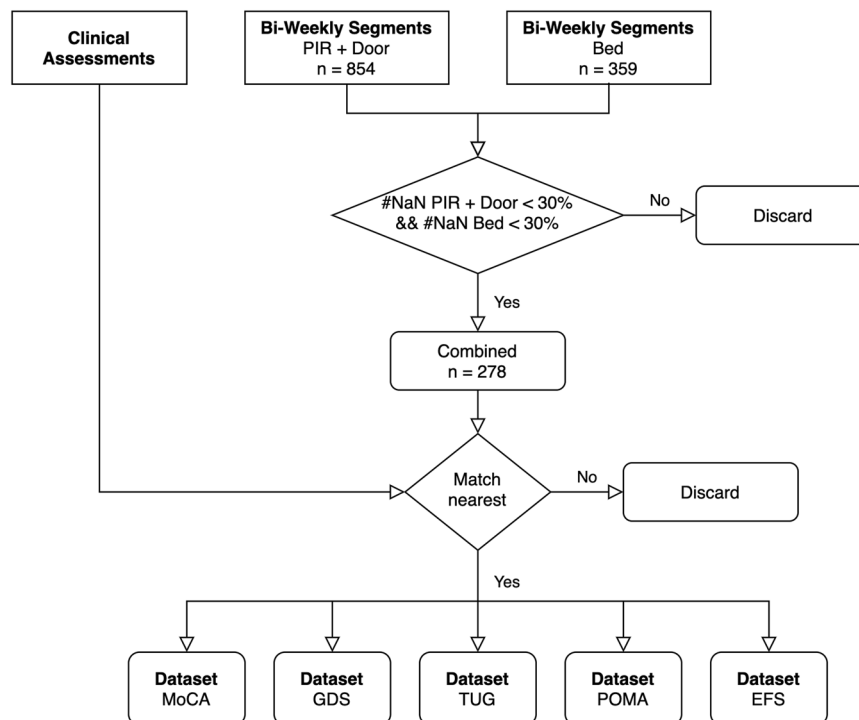 Clinical
Assessments
Bi-Weekly Segments
PIR + Door
n = 854
Bi-Weekly Segments
Bed
n = 359
#NaN PIR + Door < 30%
&& #NaN Bed < 30%
No
Discard
Yes
Combined
n = 278
Match
nearest
No
Discard
Yes
Dataset
MoCA
Dataset
GDS
Dataset
TUG
Dataset
POMA
Dataset
EFS